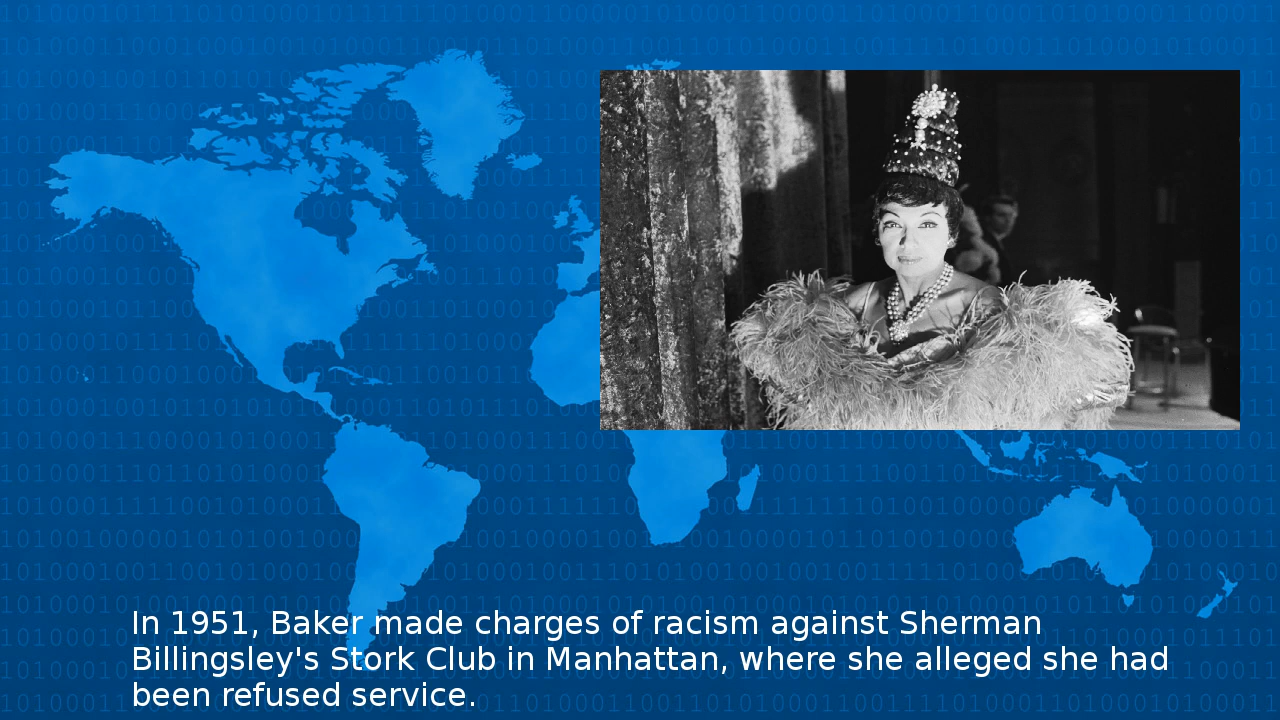 In 1951, Baker made charges of racism against Sherman
Billingsley's Stork Club in Manhattan, where she alleged she had
been refused service.